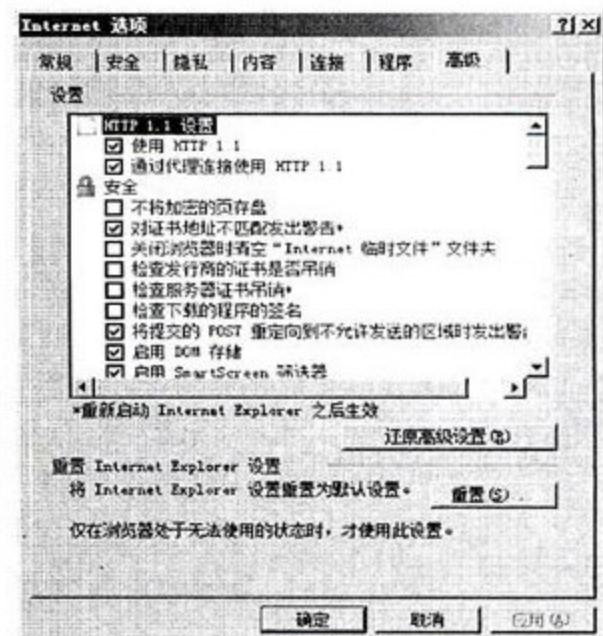 Internet 选项
常规 安全 隐私 内容 连接 程序 高级
设置
HTTP 1.1 设置
使用 HTTP 1.1
通过代理连接使用 HTTP 1.1
安全
不将加密的页存盘
对证书地址不匹配发出警告*
关闭浏览器时清空“Internet 临时文件”文件夹
检查发行商的证书是否吊销
检查服务器证书吊销*
检查下载的程序的签名
将提交的 POST 重定向到不允许发送的区域时发出警
启用 DOM 存储
启用 SmartScreen 筛选器
*重新启动 Internet Explorer 之后生效
还原高级设置(R)
重置 Internet Explorer 设置
将 Internet Explorer 设置重置为默认设置。
重置(S)...
仅在浏览器处于无法使用的状态时，才使用此设置。
确定 取消 应用(A)